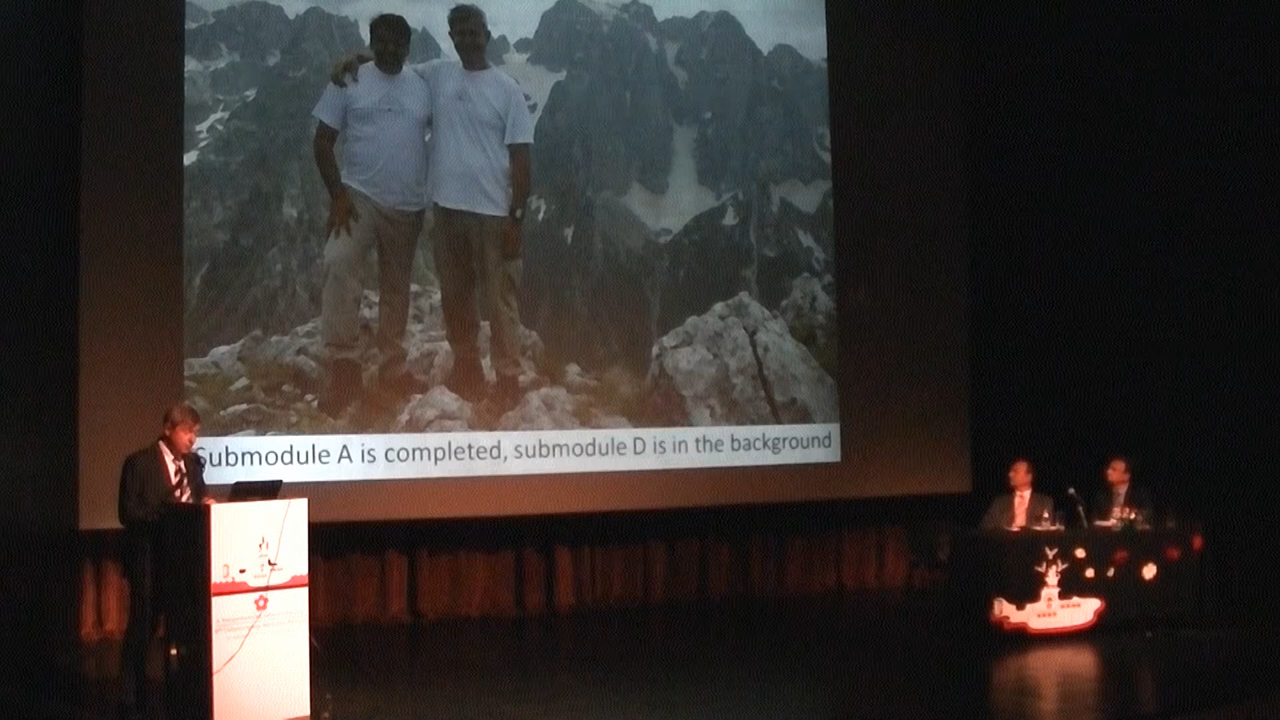 Submodule A is completed, submodule D is in the background